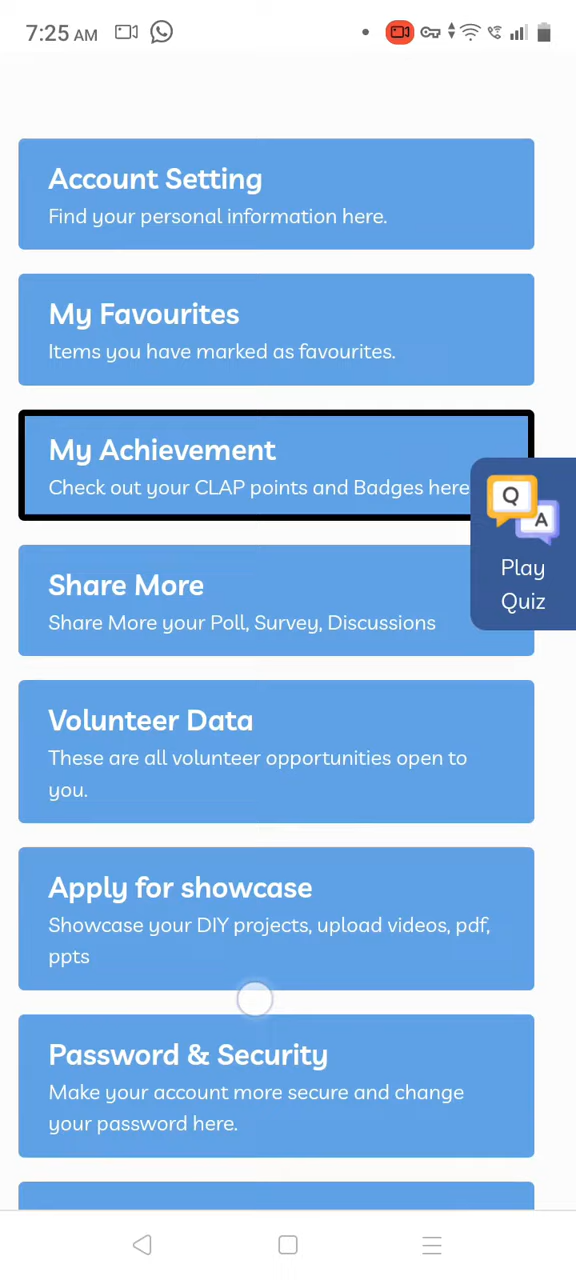 7:25 AM
Account Setting
Find your personal information here.
My Favourites
Items you have marked as favourites.
My Achievement
Check out your CLAP points and Badges here
Q
A
Play
Quiz
Share More
Share More your Poll, Survey, Discussions
Volunteer Data
These are all volunteer opportunities open to
you.
Apply for showcase
Showcase your DIY projects, upload videos, pdf,
ppts
Password & Security
Make your account more secure and change
your password here.